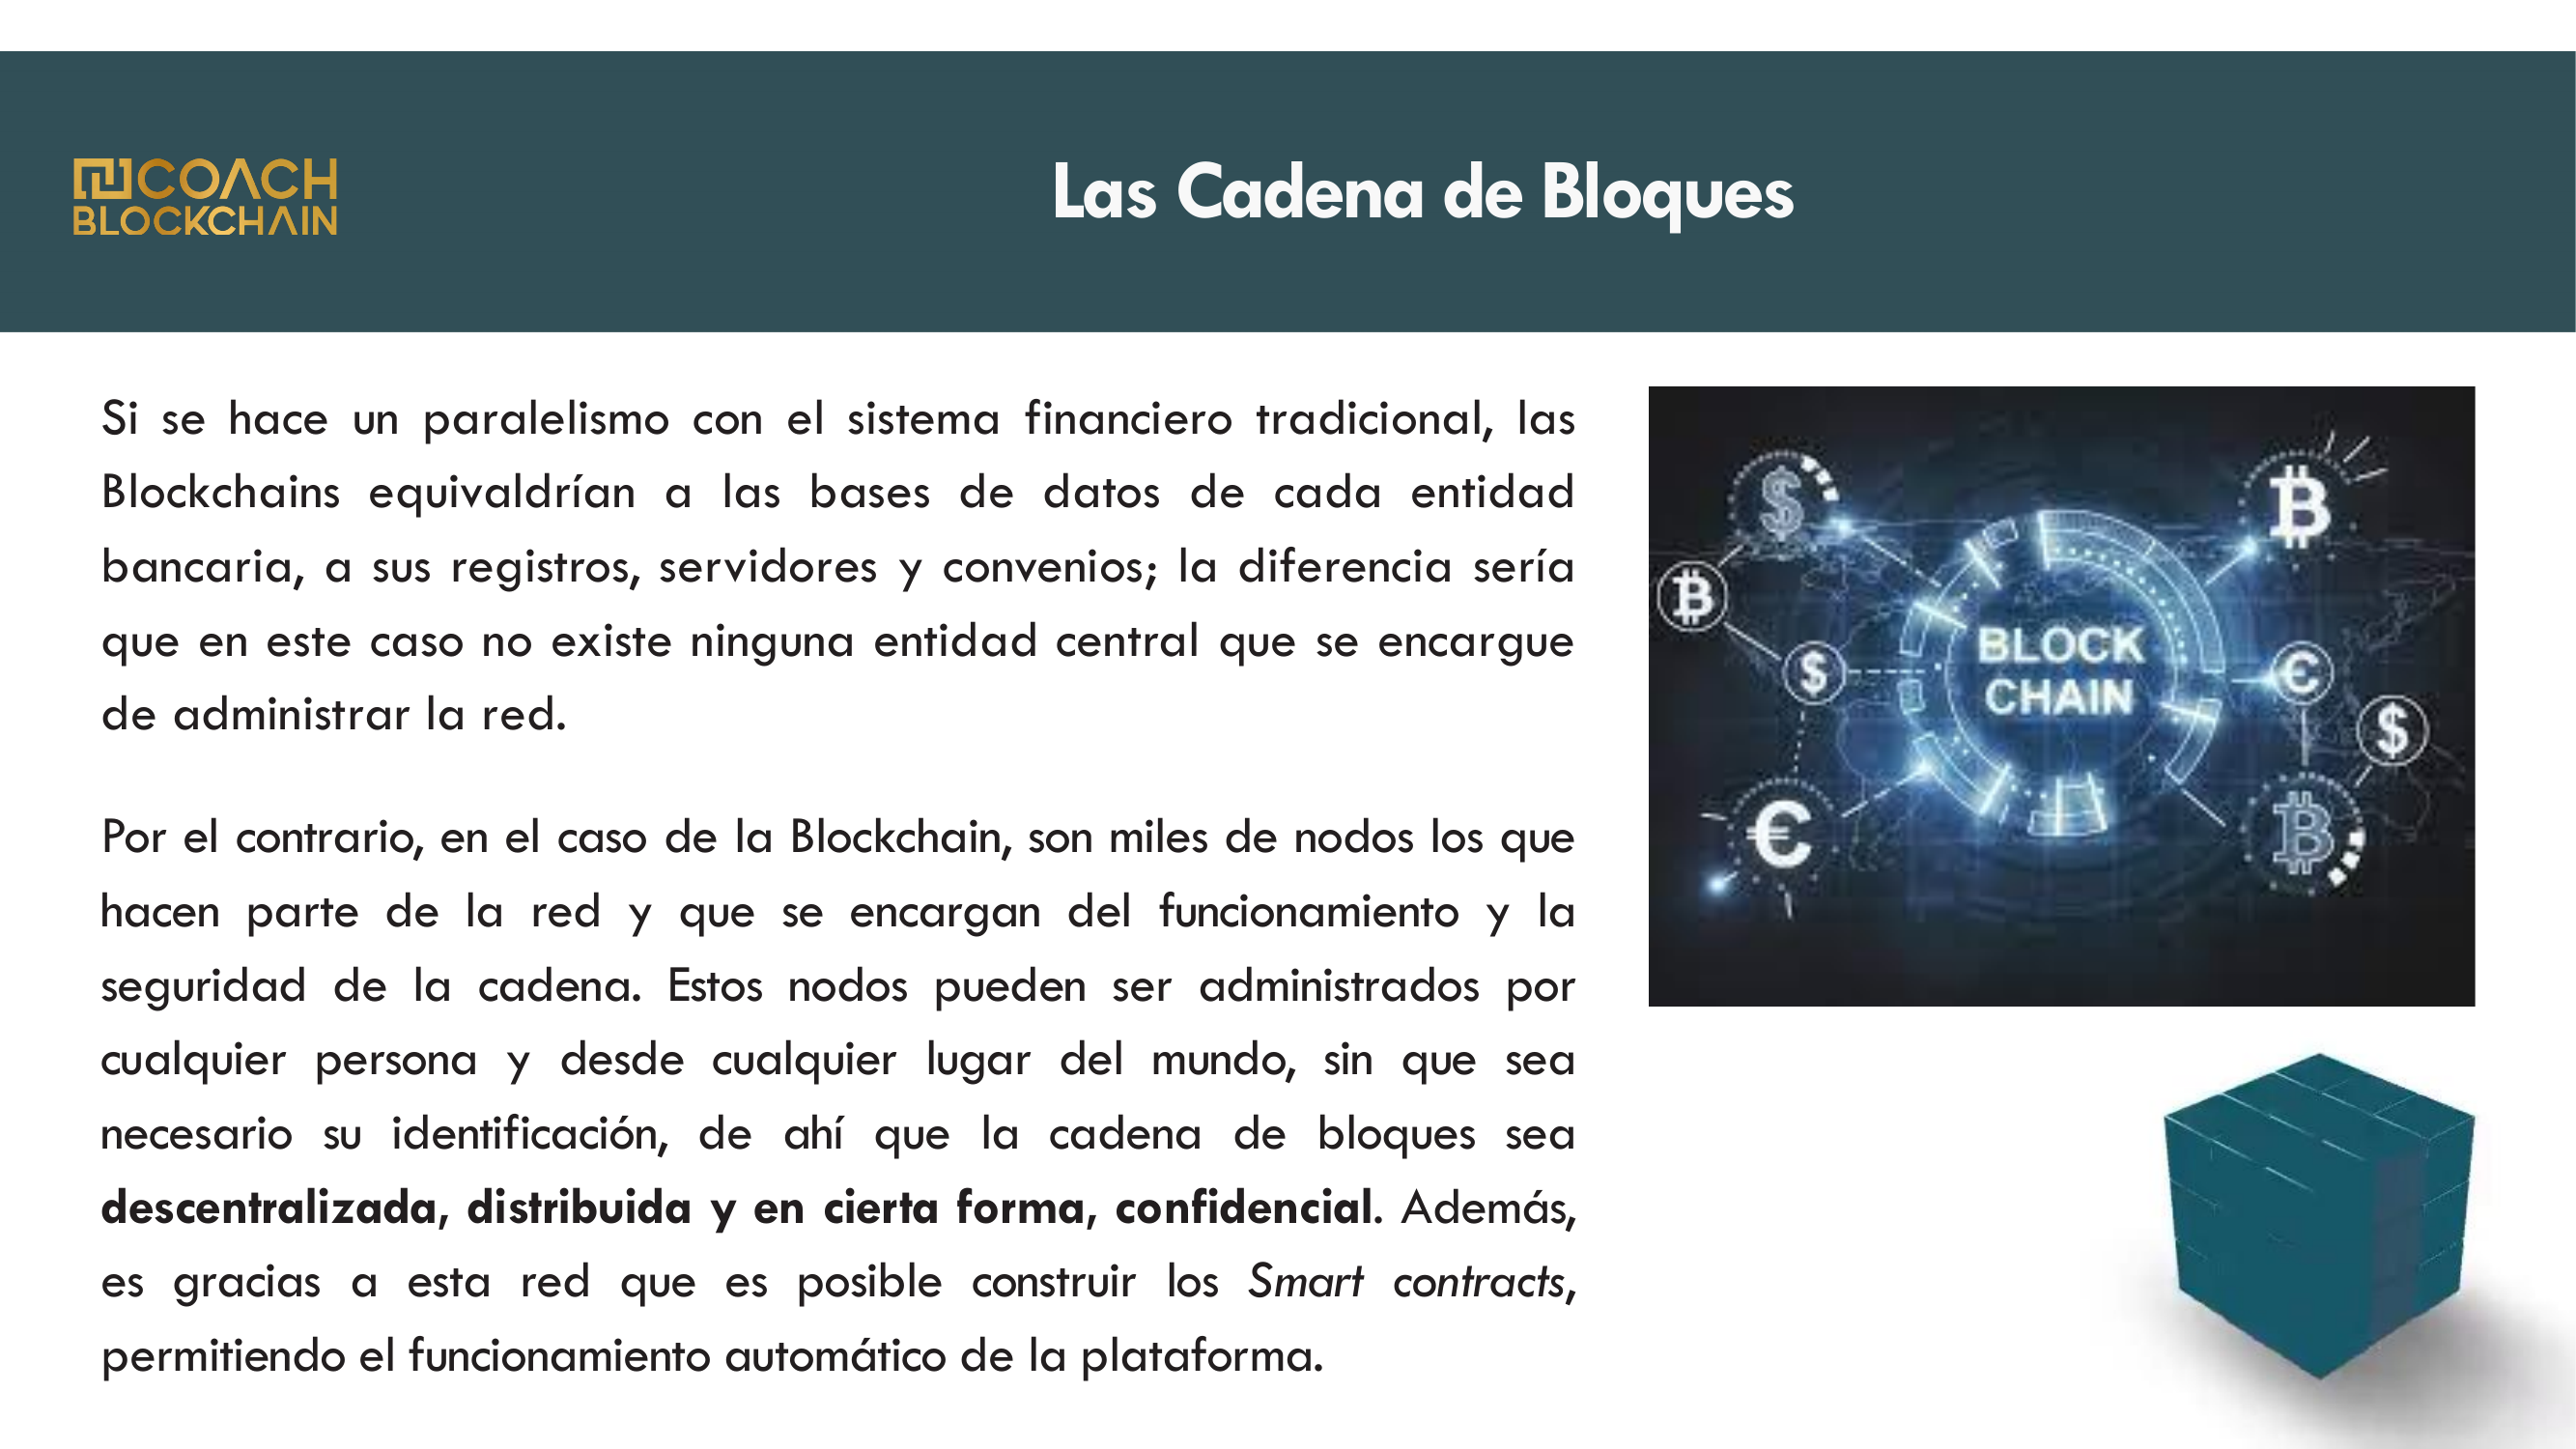 COACH
BLOCKCHAIN
Las Cadena de Bloques
Si se hace un paralelismo con el sistema financiero tradicional, las
Blockchains equivaldrían a las bases de datos de cada entidad
bancaria, a sus registros, servidores y convenios; la diferencia sería
que en este caso no existe ninguna entidad central que se encargue
de administrar la red.
Por el contrario, en el caso de la Blockchain, son miles de nodos los que
hacen parte de la red y que se encargan del funcionamiento y la
seguridad de la cadena. Estos nodos pueden ser administrados por
cualquier persona y desde cualquier lugar del mundo, sin que sea
necesario su identificación, de ahí que la cadena de bloques sea
descentralizada, distribuida y en cierta forma, confidencial. Además,
es gracias a esta red que es posible construir los Smart contracts,
permitiendo el funcionamiento automático de la plataforma.
BLOCK
CHAIN